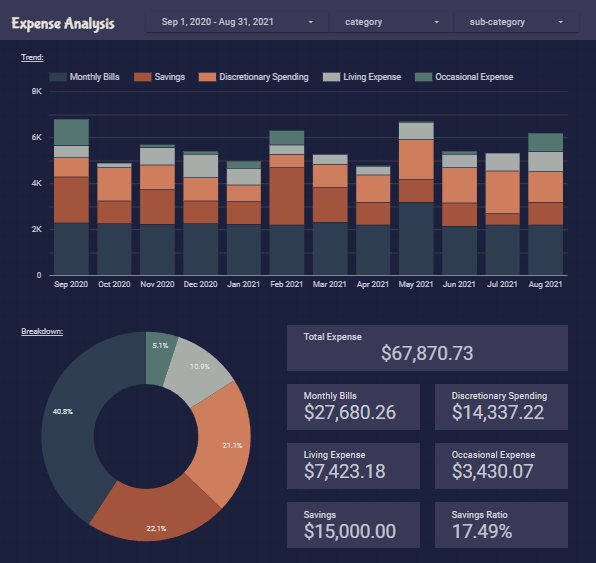 Expense Analysis
Sep 1, 2020 - Aug 31, 2021
category
sub-category
Trend:
Monthly Bills
Savings
Discretionary Spending
Living Expense
Occasional Expense
8K
6K
4K
2K
0
Sep 2020
Oct 2020
Nov 2020
Dec 2020
Jan 2021
Feb 2021
Mar 2021
Apr 2021
May 2021
Jun 2021
Jul 2021
Aug 2021
Breakdown:
5.1%
10.9%
40.8%
21.1%
22.1%
Total Expense
$67,870.73
Monthly Bills
$27,680.26
Discretionary Spending
$14,337.22
Living Expense
$7,423.18
Occasional Expense
$3,430.07
Savings
$15,000.00
Savings Ratio
17.49%